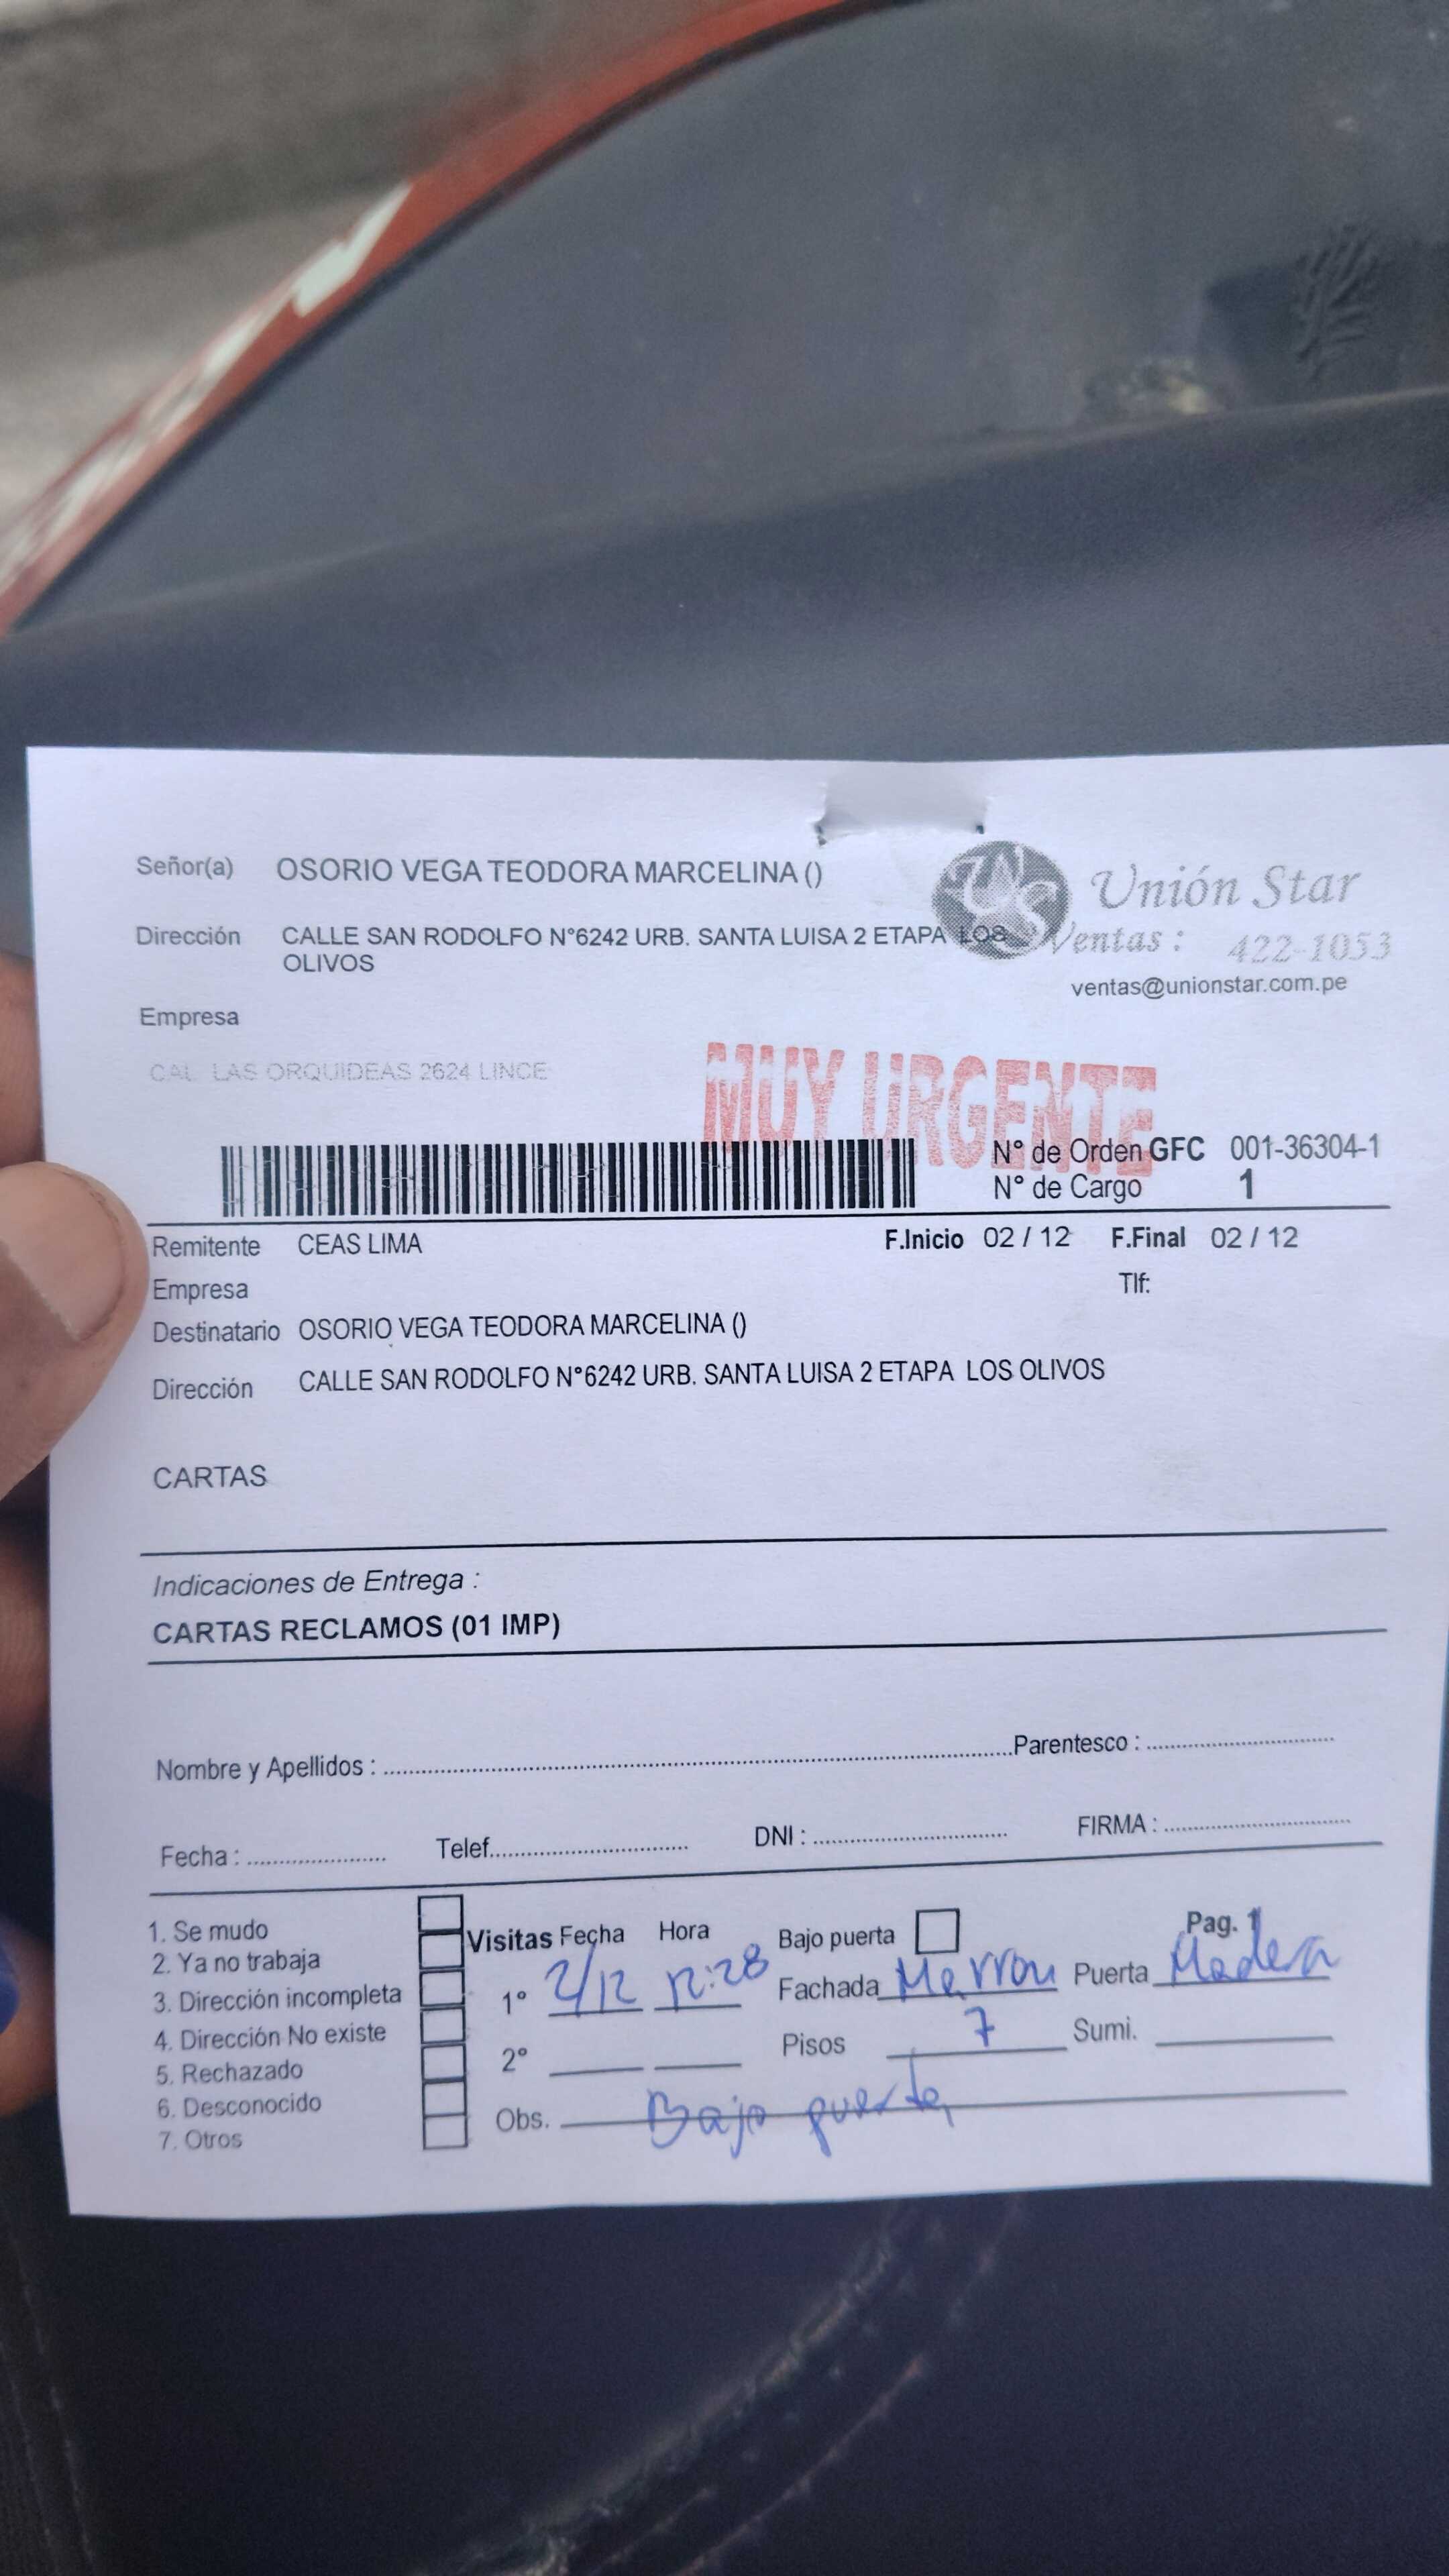 Señor(a) OSORIO VEGA TEODORA MARCELINA ()
Unión Star
Dirección CALLE SAN RODOLFO N°6242 URB. SANTA LUISA 2 ETAPA LOS
OLIVOS
Ventas : 422-1053
ventas@unionstar.com.pe
Empresa
CAL LAS ORQUIDEAS 2624 LINCE
MUY URGENTE
N° de Orden GFC 001-36304-1
N° de Cargo 1
Remitente CEAS LIMA F.Inicio 02 / 12 F.Final 02 / 12
Empresa Tlf:
Destinatario OSORIO VEGA TEODORA MARCELINA ()
Dirección CALLE SAN RODOLFO N°6242 URB. SANTA LUISA 2 ETAPA LOS OLIVOS
CARTAS
Indicaciones de Entrega :
CARTAS RECLAMOS (01 IMP)
Nombre y Apellidos : Parentesco :
Fecha : Telef. DNI : FIRMA :
1. Se mudo
2. Ya no trabaja
3. Dirección incompleta
4. Dirección No existe
5. Rechazado
6. Desconocido
7. Otros
Visitas Fecha Hora Bajo puerta Pag. 1
1° 2/12 12:28 Fachada Marron Puerta Madera
2° Pisos 7 Sumi.
Obs. Bajo puerta